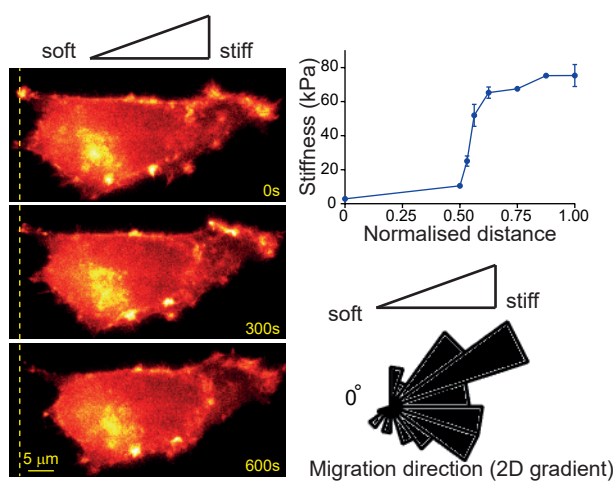 soft stiff
0s
300s
5 μm
600s
Stiffness (kPa)
80
60
40
20
0
0 0.25 0.50 0.75 1.00
Normalised distance
soft stiff
0°
Migration direction (2D gradient)